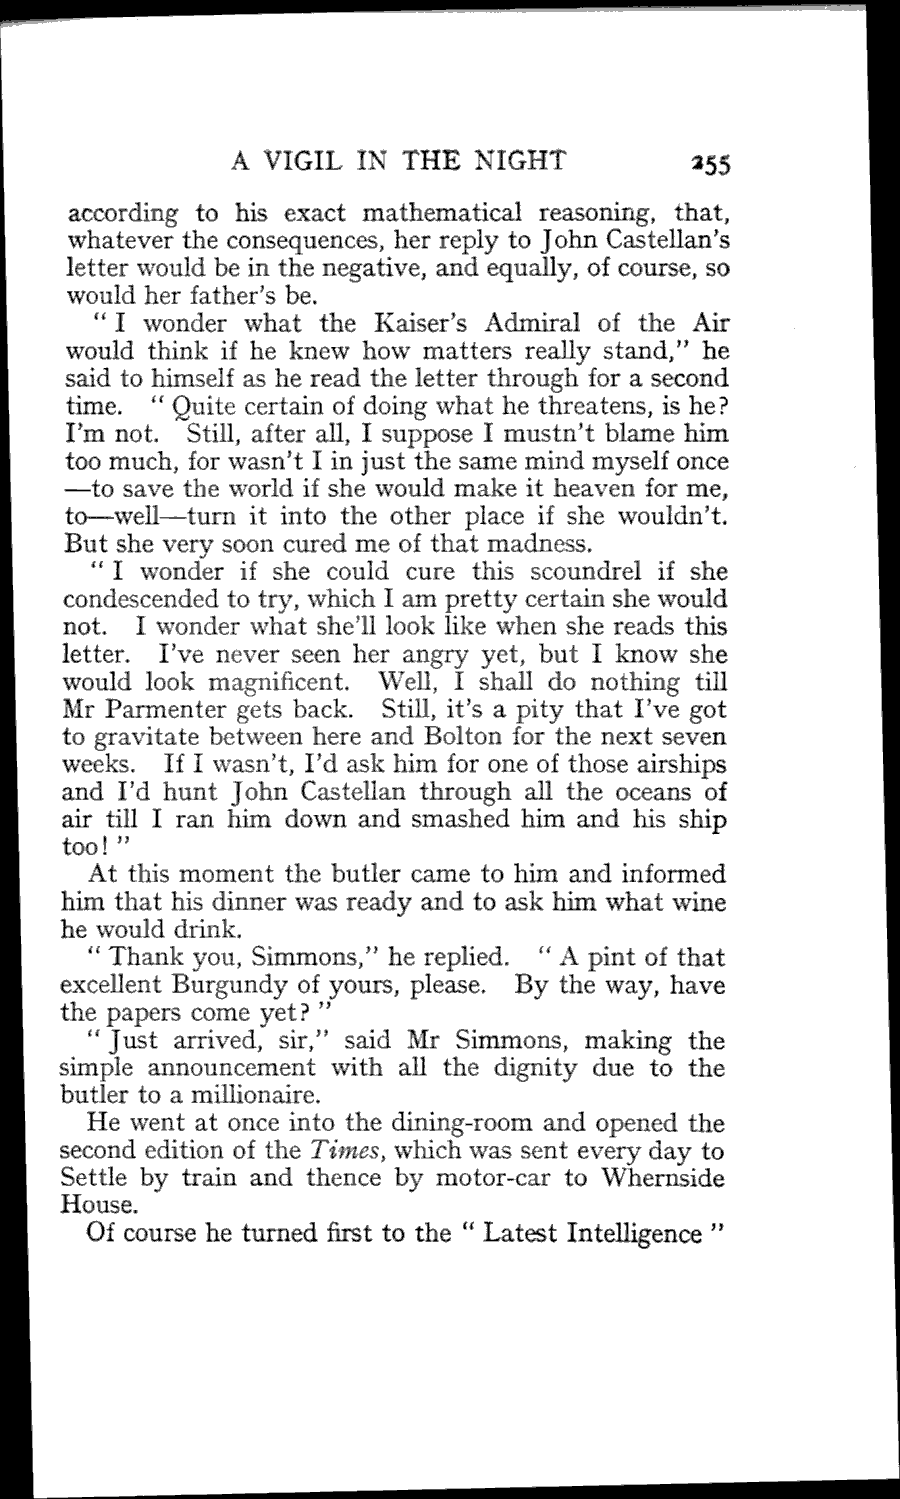 A VIGIL IN THE NIGHT 255
according to his exact mathematical reasoning, that,
whatever the consequences, her reply to John Castellan's
letter would be in the negative, and equally, of course, so
would her father's be.
" I wonder what the Kaiser's Admiral of the Air
would think if he knew how matters really stand," he
said to himself as he read the letter through for a second
time. " Quite certain of doing what he threatens, is he?
I'm not. Still, after all, I suppose I mustn't blame him
too much, for wasn't I in just the same mind myself once
—to save the world if she would make it heaven for me,
to—well—turn it into the other place if she wouldn't.
But she very soon cured me of that madness.
" I wonder if she could cure this scoundrel if she
condescended to try, which I am pretty certain she would
not. I wonder what she'll look like when she reads this
letter. I've never seen her angry yet, but I know she
would look magnificent. Well, I shall do nothing till
Mr Parmenter gets back. Still, it's a pity that I've got
to gravitate between here and Bolton for the next seven
weeks. If I wasn't, I'd ask him for one of those airships
and I'd hunt John Castellan through all the oceans of
air till I ran him down and smashed him and his ship
too! "
At this moment the butler came to him and informed
him that his dinner was ready and to ask him what wine
he would drink.
" Thank you, Simmons," he replied. " A pint of that
excellent Burgundy of yours, please. By the way, have
the papers come yet? "
" Just arrived, sir," said Mr Simmons, making the
simple announcement with all the dignity due to the
butler to a millionaire.
He went at once into the dining-room and opened the
second edition of the Times, which was sent every day to
Settle by train and thence by motor-car to Whernside
House.
Of course he turned first to the " Latest Intelligence "